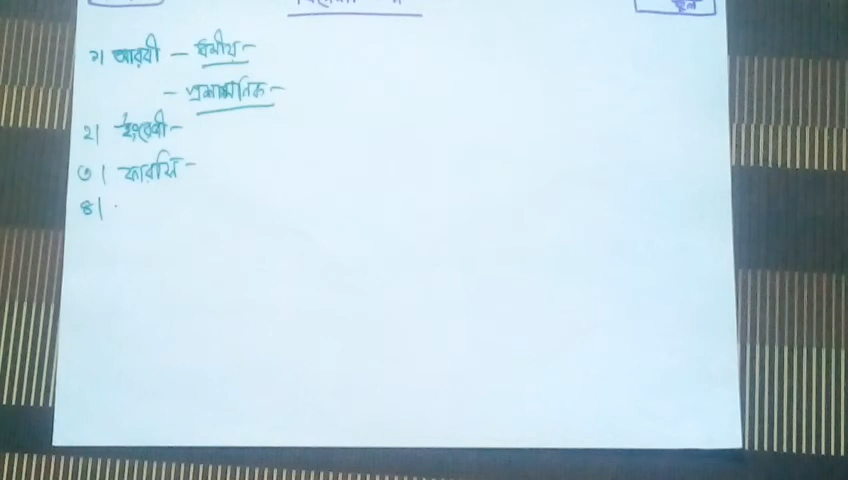 ১। আরবী — ধর্মীয় –
– প্রশাসনিক –
২। ইংরেজী –
৩। ফারসি –
৪।